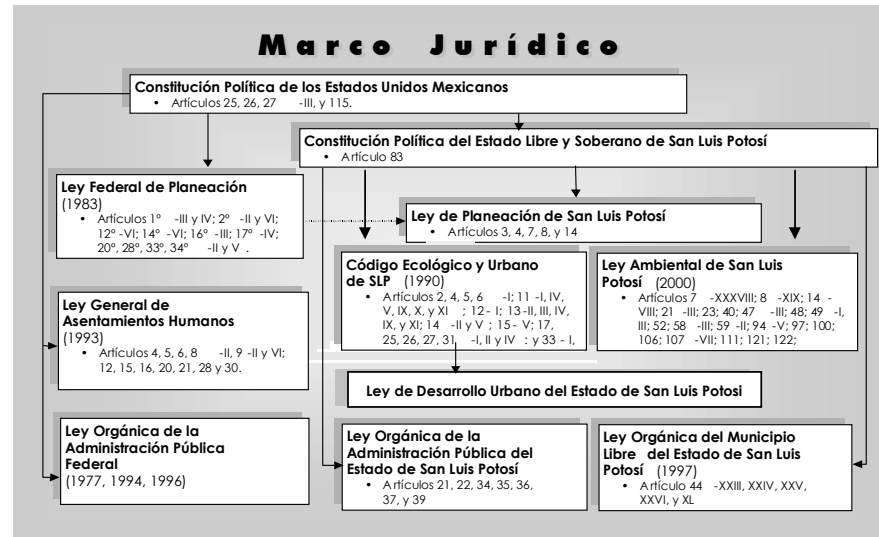 Marco Jurídico
Constitución Política de los Estados Unidos Mexicanos
• Artículos 25, 26, 27 -III, y 115.
Constitución Política del Estado Libre y Soberano de San Luis Potosí
• Artículo 83
Ley Federal de Planeación
(1983)
• Artículos 1° -III y IV; 2° -II y VI;
12° -VI; 14° -VI; 16° -III; 17° -IV;
20°, 28°, 33°, 34° -II y V .
Ley de Planeación de San Luis Potosí
• Artículos 3, 4, 7, 8, y 14
Código Ecológico y Urbano
de SLP (1990)
• Artículos 2, 4, 5, 6 -I; 11 -I, IV,
V, IX, X, y XI ; 12 - I; 13 -II, III, IV,
IX, y XI; 14 -II y V ; 15 - V; 17,
25, 26, 27, 31 -I, II y IV : y 33 - I,
Ley Ambiental de San Luis
Potosí (2000)
• Artículos 7 -XXXVIII; 8 -XIX; 14 -
VIII; 21 -III; 23; 40; 47 -III; 48; 49 -I,
III; 52; 58 -III; 59 -II; 94 -V; 97; 100;
106; 107 -VII; 111; 121; 122;
Ley General de
Asentamientos Humanos
(1993)
• Artículos 4, 5, 6, 8 -II, 9 -II y VI;
12, 15, 16, 20, 21, 28 y 30.
Ley de Desarrollo Urbano del Estado de San Luis Potosi
Ley Orgánica de la
Administración Pública
Federal
(1977, 1994, 1996)
Ley Orgánica de la
Administración Pública del
Estado de San Luis Potosí
• Artículos 21, 22, 34, 35, 36,
37, y 39
Ley Orgánica del Municipio
Libre del Estado de San Luis
Potosí (1997)
• Artículo 44 -XXIII, XXIV, XXV,
XXVI, y XL